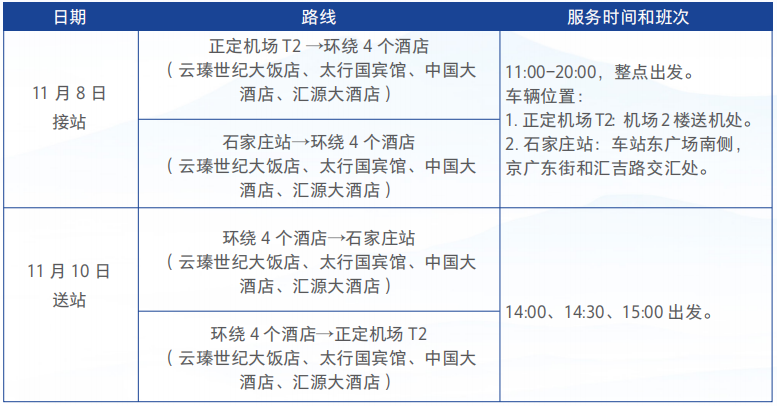 日期
路线
服务时间和班次
11 月 8 日
接站
正定机场 T2 →环绕 4 个酒店
（ 云瑧世纪大饭店、太行国宾馆、中国大
酒店、汇源大酒店 ）
石家庄站→环绕 4 个酒店
（ 云瑧世纪大饭店、太行国宾馆、中国大
酒店、汇源大酒店 ）
11:00-20:00，整点出发。
车辆位置：
1. 正定机场 T2: 机场 2 楼送机处。
2. 石家庄站：车站东广场南侧，
京广东街和汇吉路交汇处。
11 月 10 日
送站
环绕 4 个酒店→石家庄站
（ 云瑧世纪大饭店、太行国宾馆、中国大
酒店、汇源大酒店 ）
环绕 4 个酒店→正定机场 T2
（ 云瑧世纪大饭店、太行国宾馆、中国大
酒店、汇源大酒店 ）
14:00、14:30、15:00 出发。